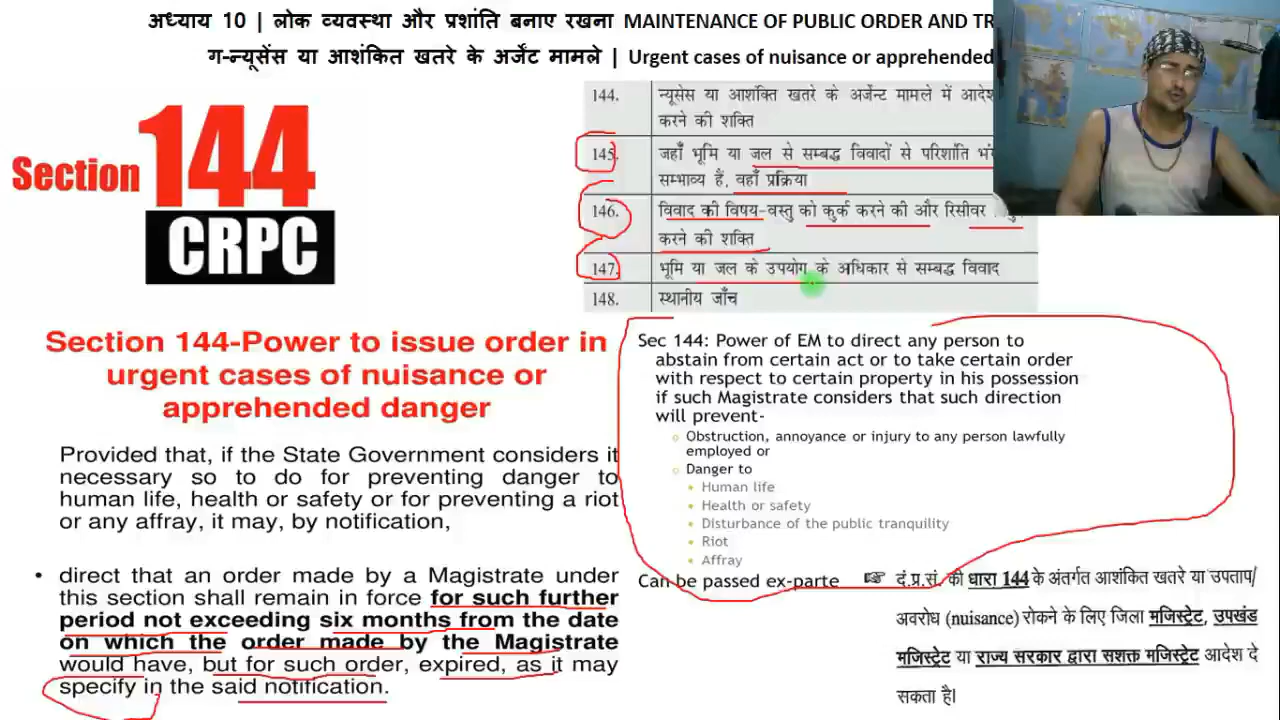 अध्याय 10 | लोक व्यवस्था और प्रशांति बनाए रखना MAINTENANCE OF PUBLIC ORDER AND TR
ग-न्यूसेंस या आशंकित खतरे के अर्जेंट मामले | Urgent cases of nuisance or apprehended
Section 144
CRPC
144. न्यूसेस या आशंक्ति खतरे के अर्जेन्ट मामले में आदेश
करने की शक्ति
145. जहाँ भूमि या जल से सम्बद्ध विवादों से परिशांति भंग
सम्भाव्य हैं, वहाँ प्रक्रिया
146. विवाद की विषय-वस्तु को कुर्क करने की और रिसीवर
करने की शक्ति
147. भूमि या जल के उपयोग के अधिकार से सम्बद्ध विवाद
148. स्थानीय जाँच
Section 144-Power to issue order in
urgent cases of nuisance or
apprehended danger
Provided that, if the State Government considers it
necessary so to do for preventing danger to
human life, health or safety or for preventing a riot
or any affray, it may, by notification,
• direct that an order made by a Magistrate under
this section shall remain in force for such further
period not exceeding six months from the date
on which the order made by the Magistrate
would have, but for such order, expired, as it may
specify in the said notification.
Sec 144: Power of EM to direct any person to
abstain from certain act or to take certain order
with respect to certain property in his possession
if such Magistrate considers that such direction
will prevent-
Obstruction, annoyance or injury to any person lawfully
employed or
Danger to
Human life
Health or safety
Disturbance of the public tranquility
Riot
Affray
Can be passed ex-parte
दं.प्र.सं. की धारा 144 के अंतर्गत आशंकित खतरे या उपताप/
अवरोध (nuisance) रोकने के लिए जिला मजिस्ट्रेट, उपखंड
मजिस्ट्रेट या राज्य सरकार द्वारा सशक्त मजिस्ट्रेट आदेश दे
सकता है।